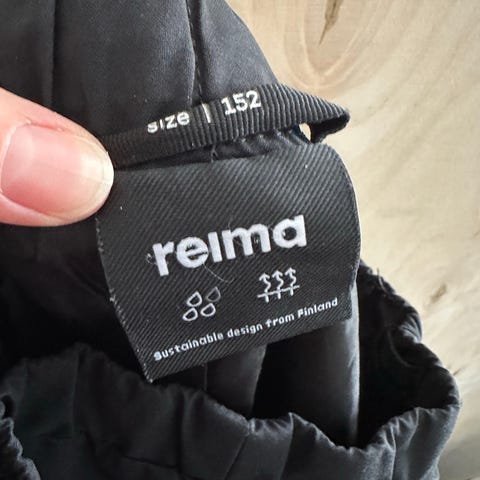 size | 152
reima
Sustainable design from Finland